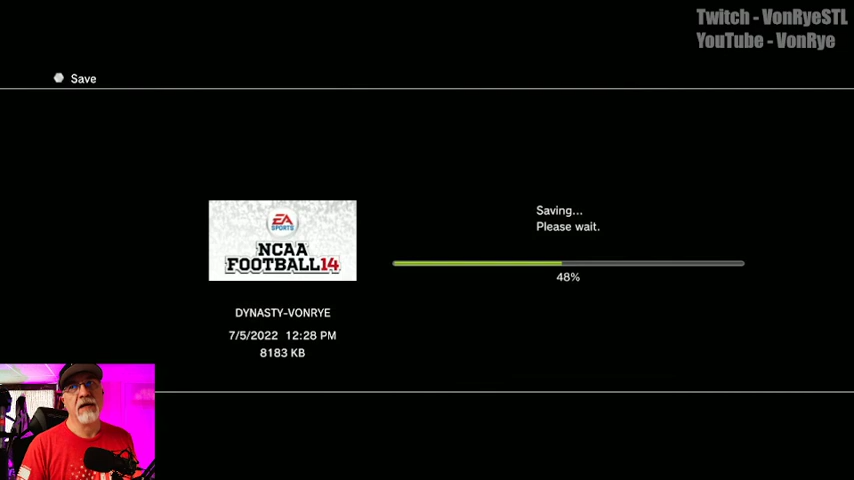 Twitch - VonRyeSTL
YouTube - VonRye
Save
EA
SPORTS
NCAA
FOOTBALL14
Saving...
Please wait.
48%
DYNASTY-VONRYE
7/5/2022 12:28 PM
8183 KB